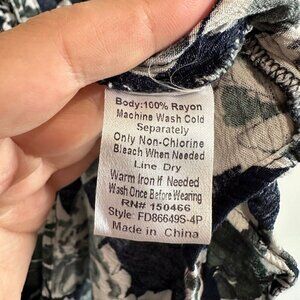 Body:100% Rayon
Machine Wash Cold
Separately
Only Non-Chlorine
Bleach When Needed
Line Dry
Warm Iron If Needed
Wash Once Before Wearing
RN# 150466
Style: FD86649S-4P
Made in China